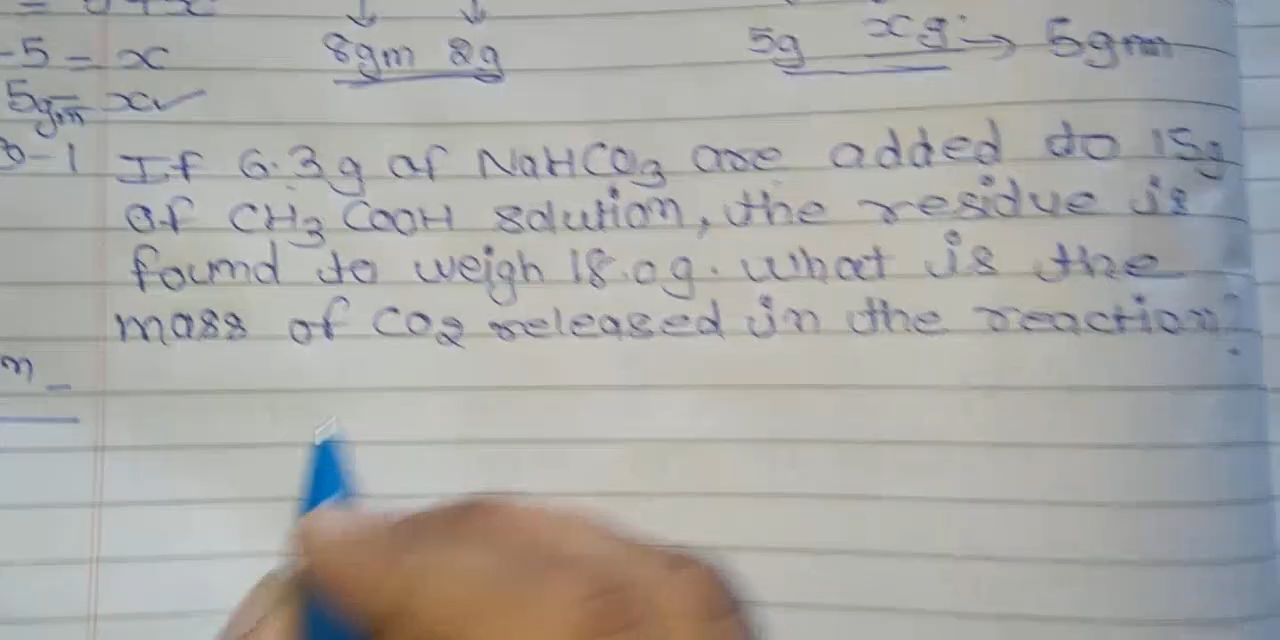 -5 = x
8gm 8g
5g xg → 5gm
5gm = x
If 6.3g of NaHCO3 are added to 15g
of CH3COOH solution, the residue is
found to weigh 18.0g. what is the
mass of CO2 released in the reaction?